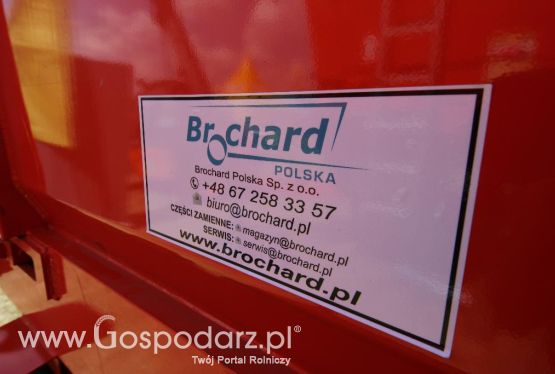 Brochard
POLSKA
Brochard Polska Sp. z o.o.
+48 67 258 33 57
biuro@brochard.pl
CZĘŚCI ZAMIENNE: magazyn@brochard.pl
SERWIS: serwis@brochard.pl
www.brochard.pl
www.Gospodarz.pl®
Twój Portal Rolniczy